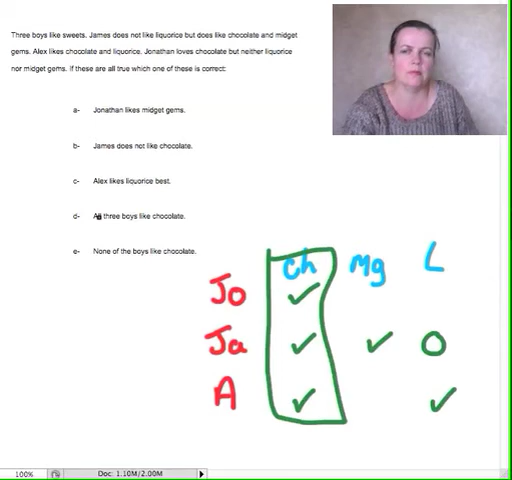 Three boys like sweets. James does not like liquorice but does like chocolate and midget
gems. Alex likes chocolate and liquorice. Jonathan loves chocolate but neither liquorice
nor midget gems. If these are all true which one of these is correct:
a- Jonathan likes midget gems.
b- James does not like chocolate.
c- Alex likes liquorice best.
d- All three boys like chocolate.
e- None of the boys like chocolate.
Ch Mg L
Jo ✓
Ja ✓ ✓ O
A ✓ ✓
100% Doc: 1.10M/2.00M